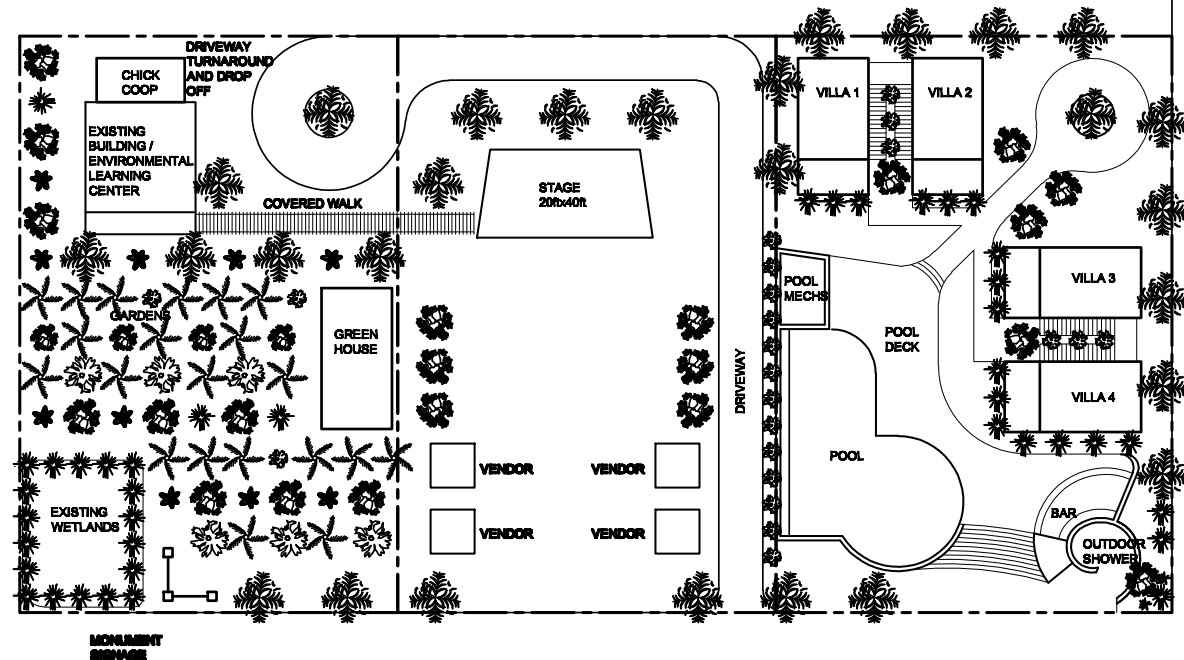 DRIVEWAY
TURNAROUND
AND DROP
OFF
CHICK
COOP
EXISTING
BUILDING /
ENVIRONMENTAL
LEARNING
CENTER
COVERED WALK
STAGE
20ftx40ft
VILLA 1
VILLA 2
VILLA 3
VILLA 4
POOL
MECHS
POOL
DECK
GARDENS
GREEN
HOUSE
DRIVEWAY
POOL
VENDOR
VENDOR
VENDOR
VENDOR
EXISTING
WETLANDS
BAR
OUTDOOR
SHOWER
MONUMENT
SIGNAGE